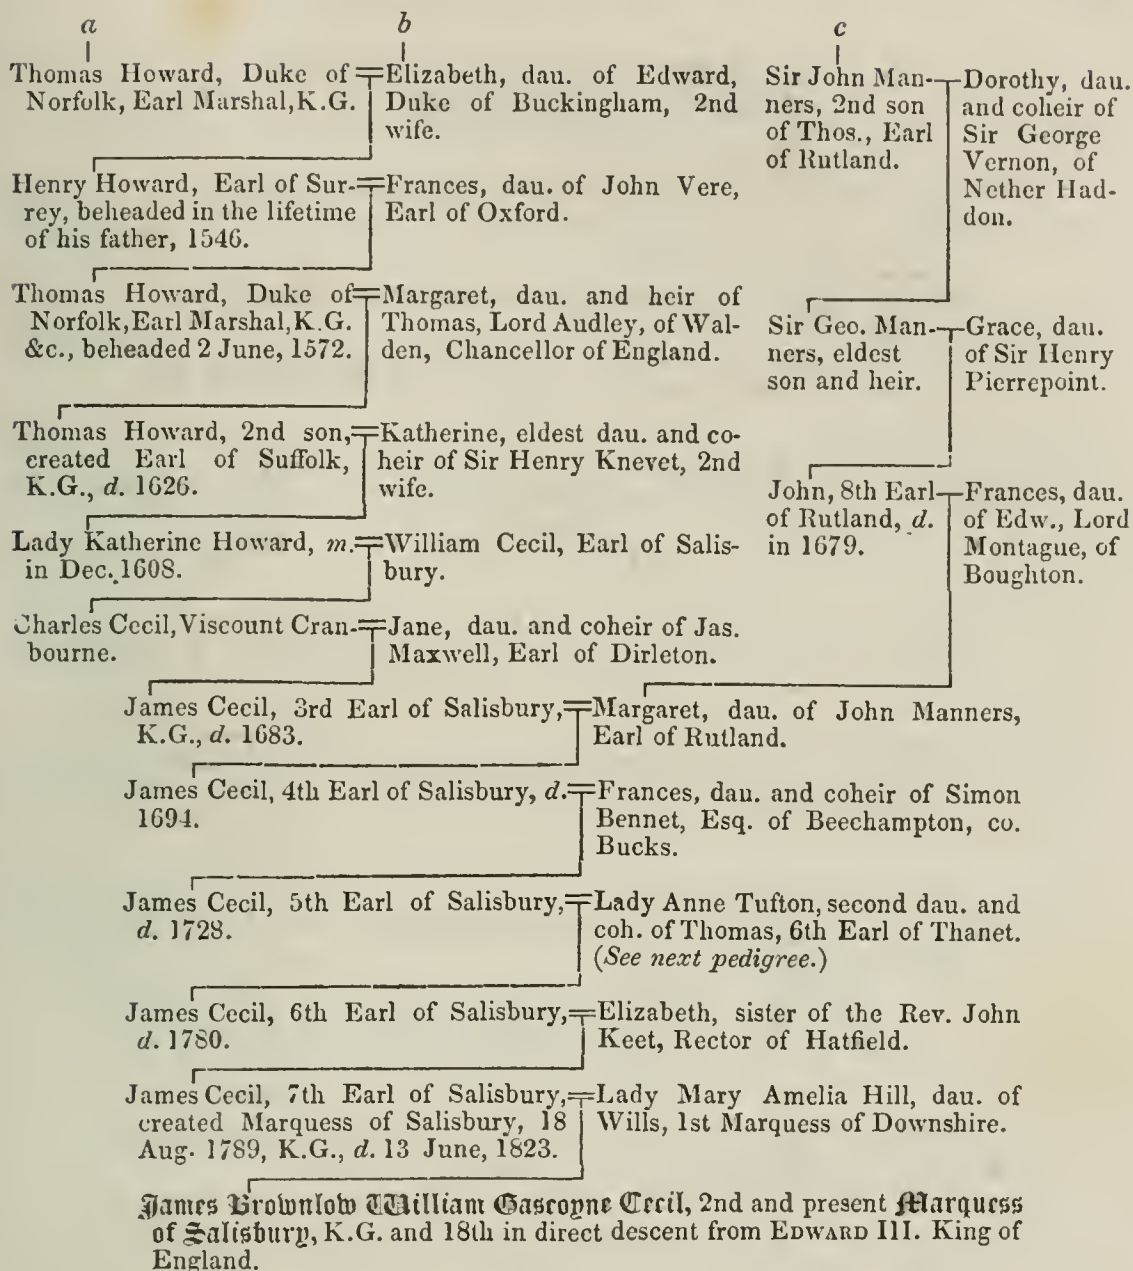 a
b
c
Thomas Howard, Duke of
Norfolk, Earl Marshal, K.G.
Elizabeth, dau. of Edward,
Duke of Buckingham, 2nd
wife.
Sir John Man-
ners, 2nd son
of Thos., Earl
of Rutland.
Dorothy, dau.
and coheir of
Sir George
Vernon, of
Nether Had-
don.
Henry Howard, Earl of Sur-
rey, beheaded in the lifetime
of his father, 1546.
Frances, dau. of John Vere,
Earl of Oxford.
Thomas Howard, Duke of
Norfolk, Earl Marshal, K.G.
&c., beheaded 2 June, 1572.
Margaret, dau. and heir of
Thomas, Lord Audley, of Wal-
den, Chancellor of England.
Sir Geo. Man-
ners, eldest
son and heir.
Grace, dau.
of Sir Henry
Pierrepoint.
Thomas Howard, 2nd son,
created Earl of Suffolk,
K.G., d. 1626.
Katherine, eldest dau. and co-
heir of Sir Henry Knevet, 2nd
wife.
John, 8th Earl
of Rutland, d.
in 1679.
Frances, dau.
of Edw., Lord
Montague, of
Boughton.
Lady Katherine Howard, m.
in Dec. 1608.
William Cecil, Earl of Salis-
bury.
Charles Cecil, Viscount Cran-
bourne.
Jane, dau. and coheir of Jas.
Maxwell, Earl of Dirleton.
James Cecil, 3rd Earl of Salisbury,
K.G., d. 1683.
Margaret, dau. of John Manners,
Earl of Rutland.
James Cecil, 4th Earl of Salisbury, d.
1694.
Frances, dau. and coheir of Simon
Bennet, Esq. of Beechampton, co.
Bucks.
James Cecil, 5th Earl of Salisbury,
d. 1728.
Lady Anne Tufton, second dau. and
coh. of Thomas, 6th Earl of Thanet.
(See next pedigree.)
James Cecil, 6th Earl of Salisbury,
d. 1780.
Elizabeth, sister of the Rev. John
Keet, Rector of Hatfield.
James Cecil, 7th Earl of Salisbury,
created Marquess of Salisbury, 18
Aug. 1789, K.G., d. 13 June, 1823.
Lady Mary Amelia Hill, dau. of
Wills, 1st Marquess of Downshire.
James Brownlow William Gascoyne Cecil, 2nd and present Marquess
of Salisbury, K.G. and 18th in direct descent from EDWARD III. King of
England.